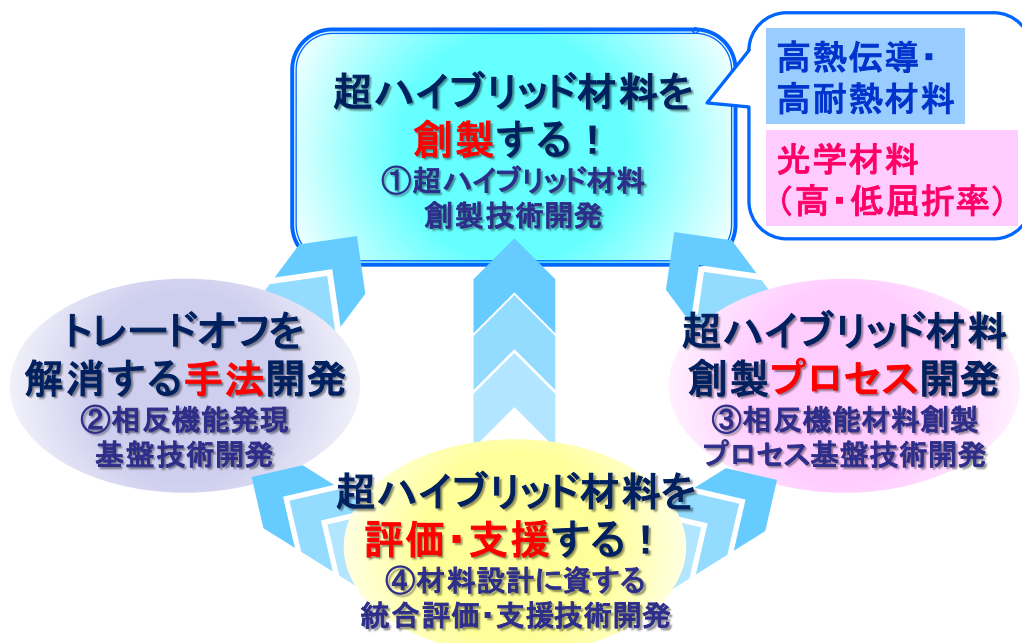 超ハイブリッド材料を
創製する！
①超ハイブリッド材料
創製技術開発
高熱伝導・
高耐熱材料
光学材料
（高・低屈折率）
トレードオフを
解消する手法開発
②相反機能発現
基盤技術開発
超ハイブリッド材料
創製プロセス開発
③相反機能材料創製
プロセス基盤技術開発
超ハイブリッド材料を
評価・支援する！
④材料設計に資する
統合評価・支援技術開発